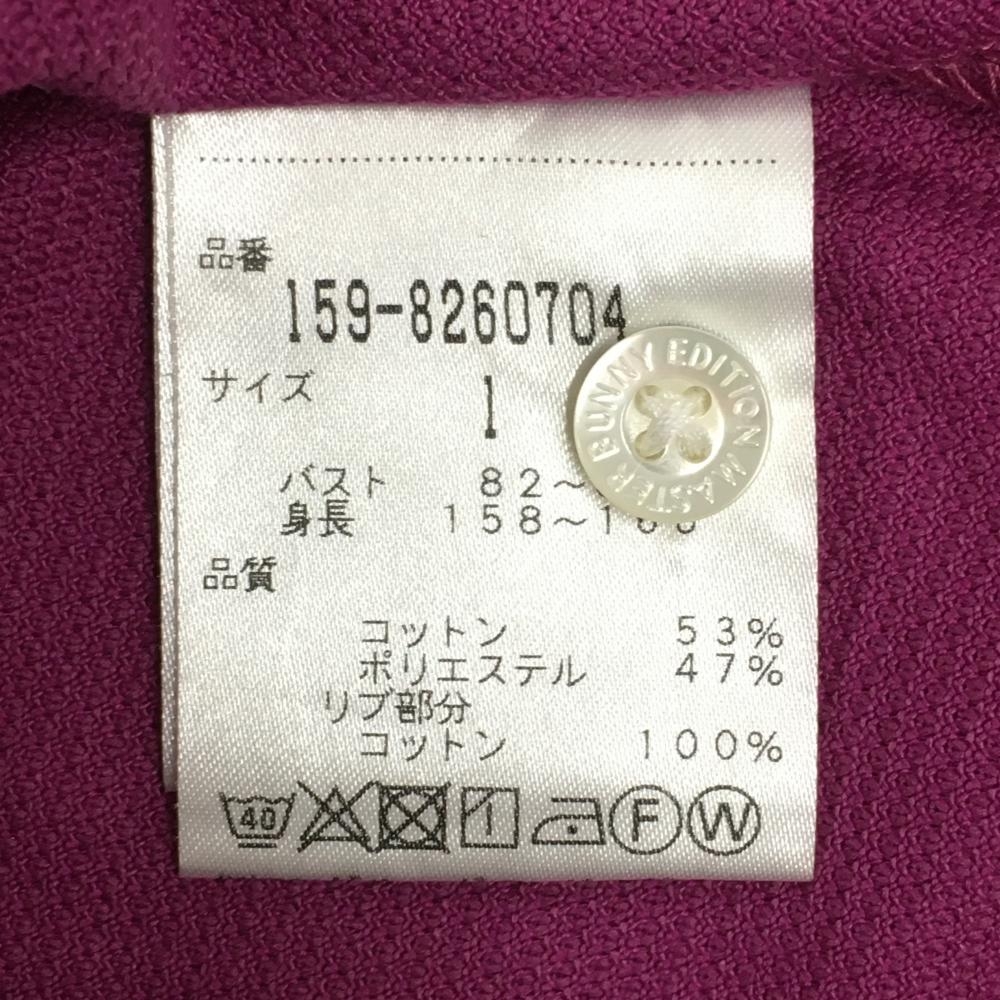 品番
159-8260704
サイズ 1
バスト 82~
身長 158~16
品質
コットン 53%
ポリエステル 47%
リブ部分
コットン 100%
40 F W
MASTER BUNNY EDITION